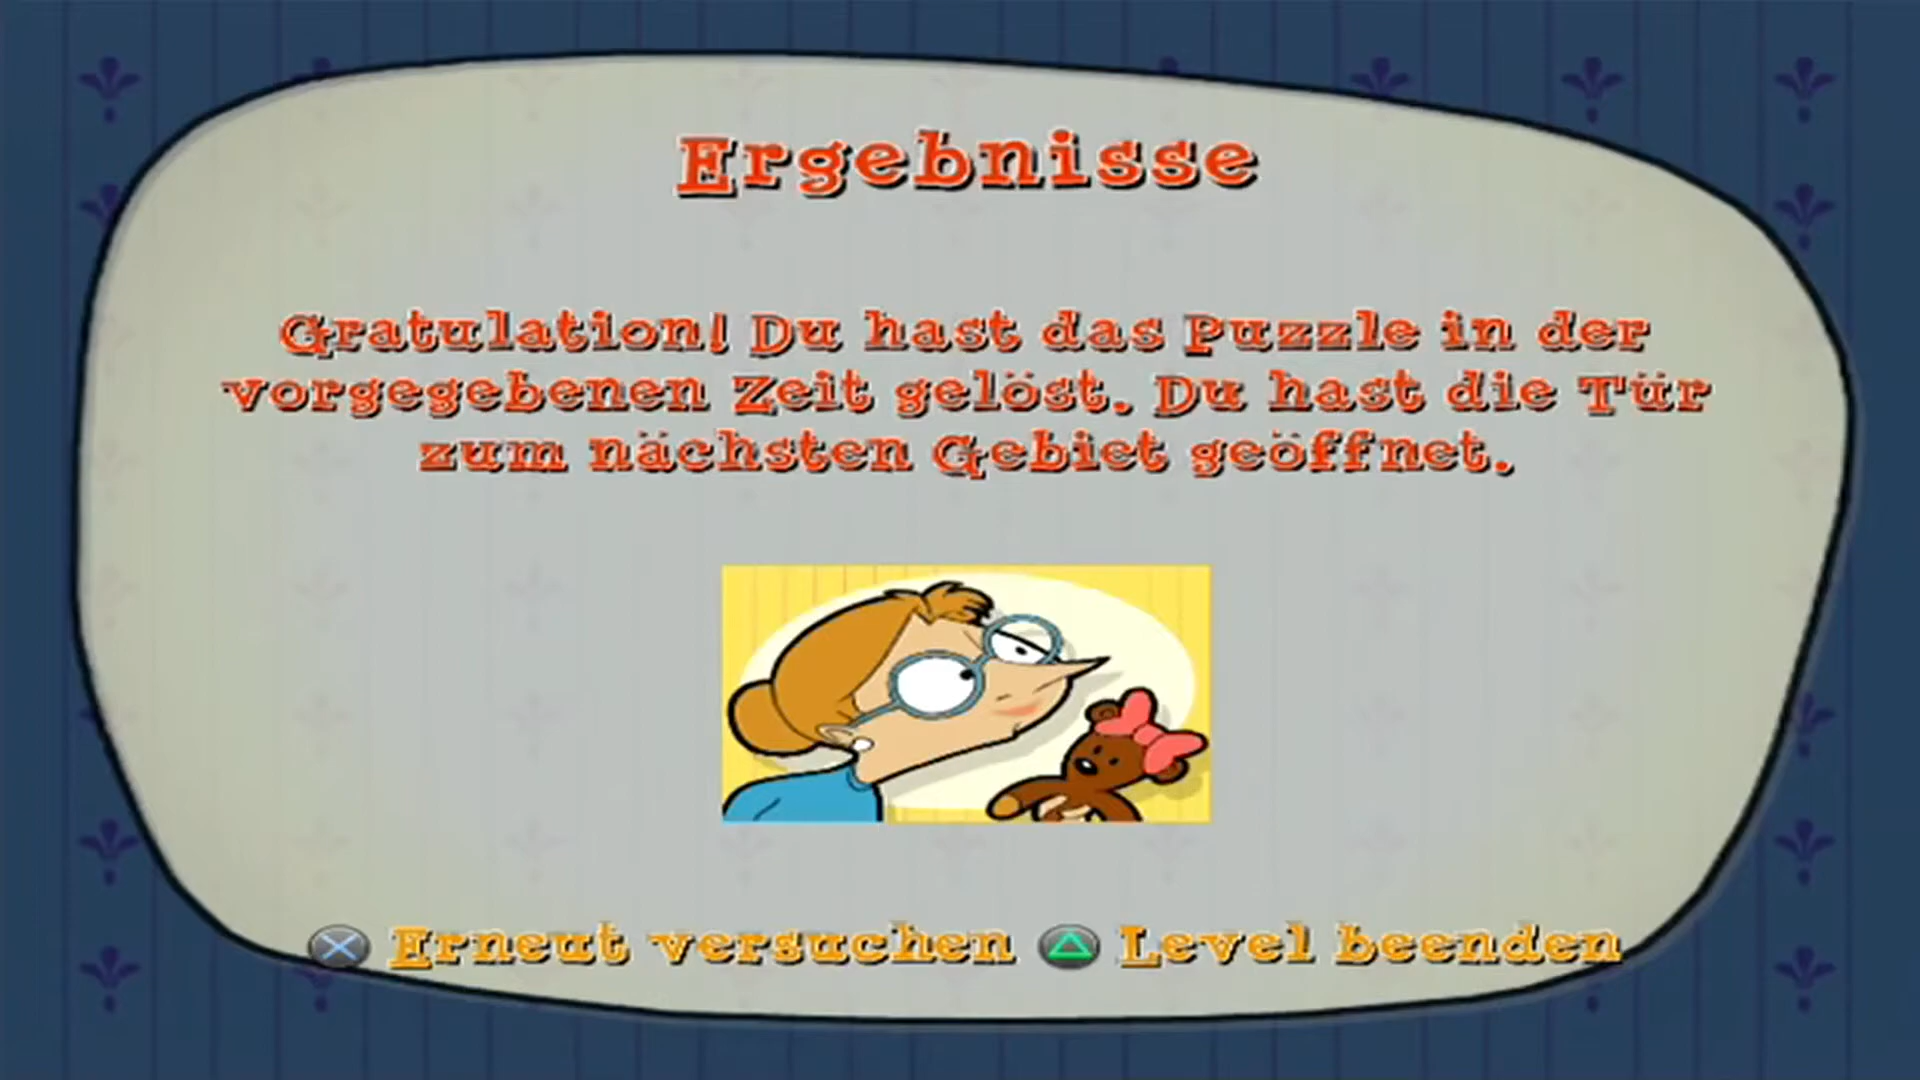 Ergebnisse
Gratulation! Du hast das Puzzle in der
vorgegebenen Zeit gelöst. Du hast die Tür
zum nächsten Gebiet geöffnet.
Erneut versuchen Level beenden